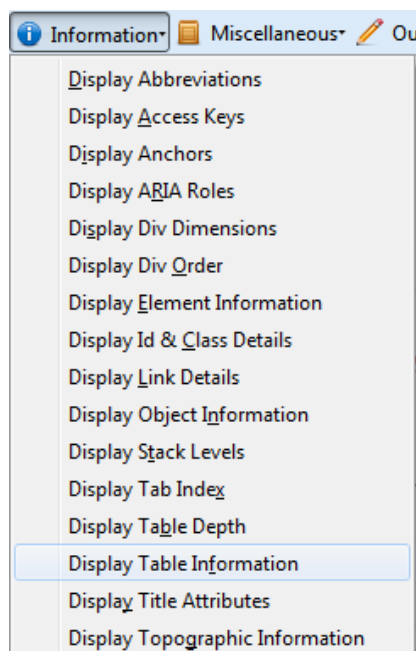 Information Miscellaneous Ou
Display Abbreviations
Display Access Keys
Display Anchors
Display ARIA Roles
Display Div Dimensions
Display Div Order
Display Element Information
Display Id & Class Details
Display Link Details
Display Object Information
Display Stack Levels
Display Tab Index
Display Table Depth
Display Table Information
Display Title Attributes
Display Topographic Information